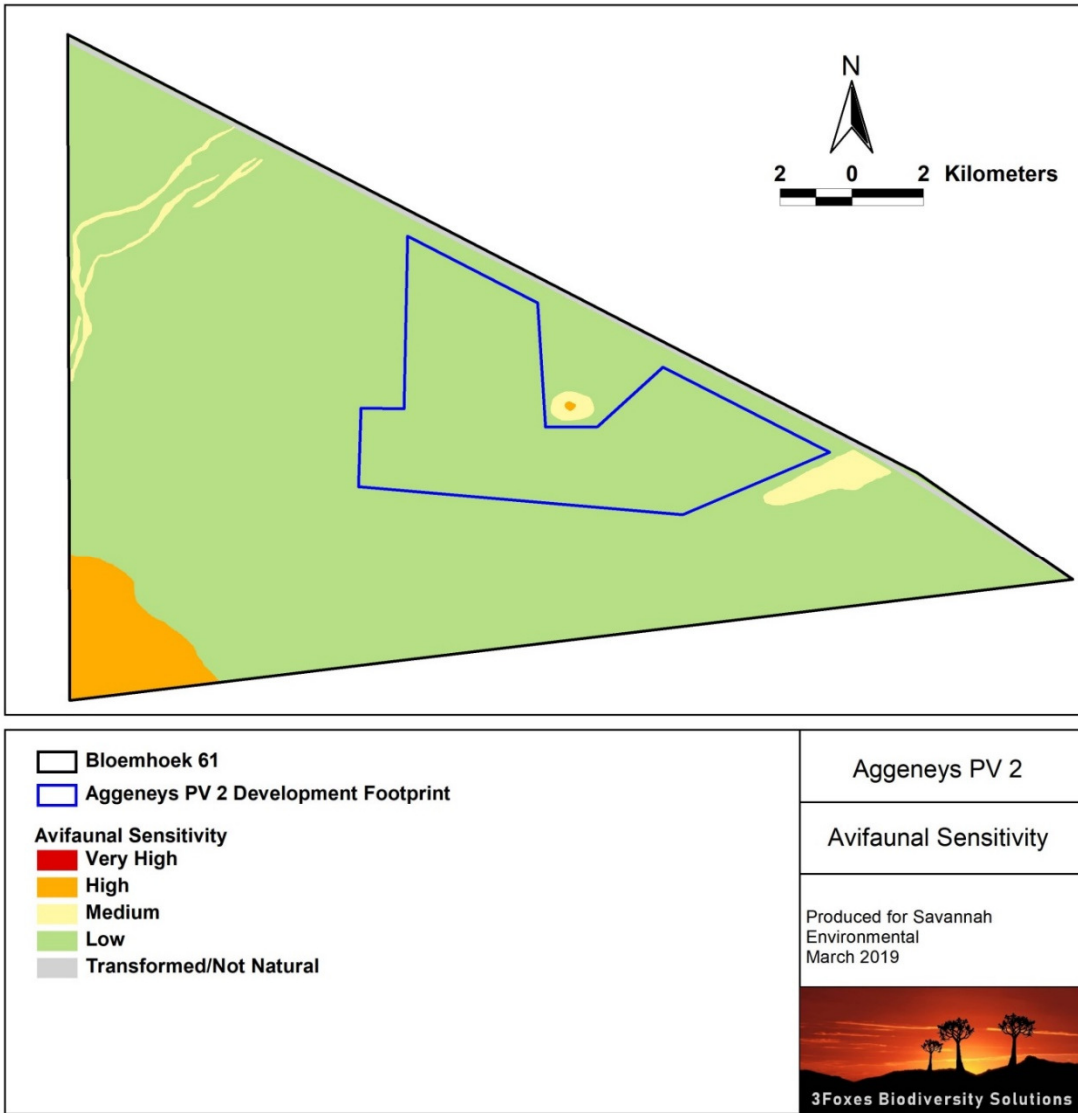 N
2 0 2 Kilometers
Bloemhoek 61
Aggeneys PV 2 Development Footprint
Avifaunal Sensitivity
Very High
High
Medium
Low
Transformed/Not Natural
Aggeneys PV 2
Avifaunal Sensitivity
Produced for Savannah
Environmental
March 2019
3Foxes Biodiversity Solutions